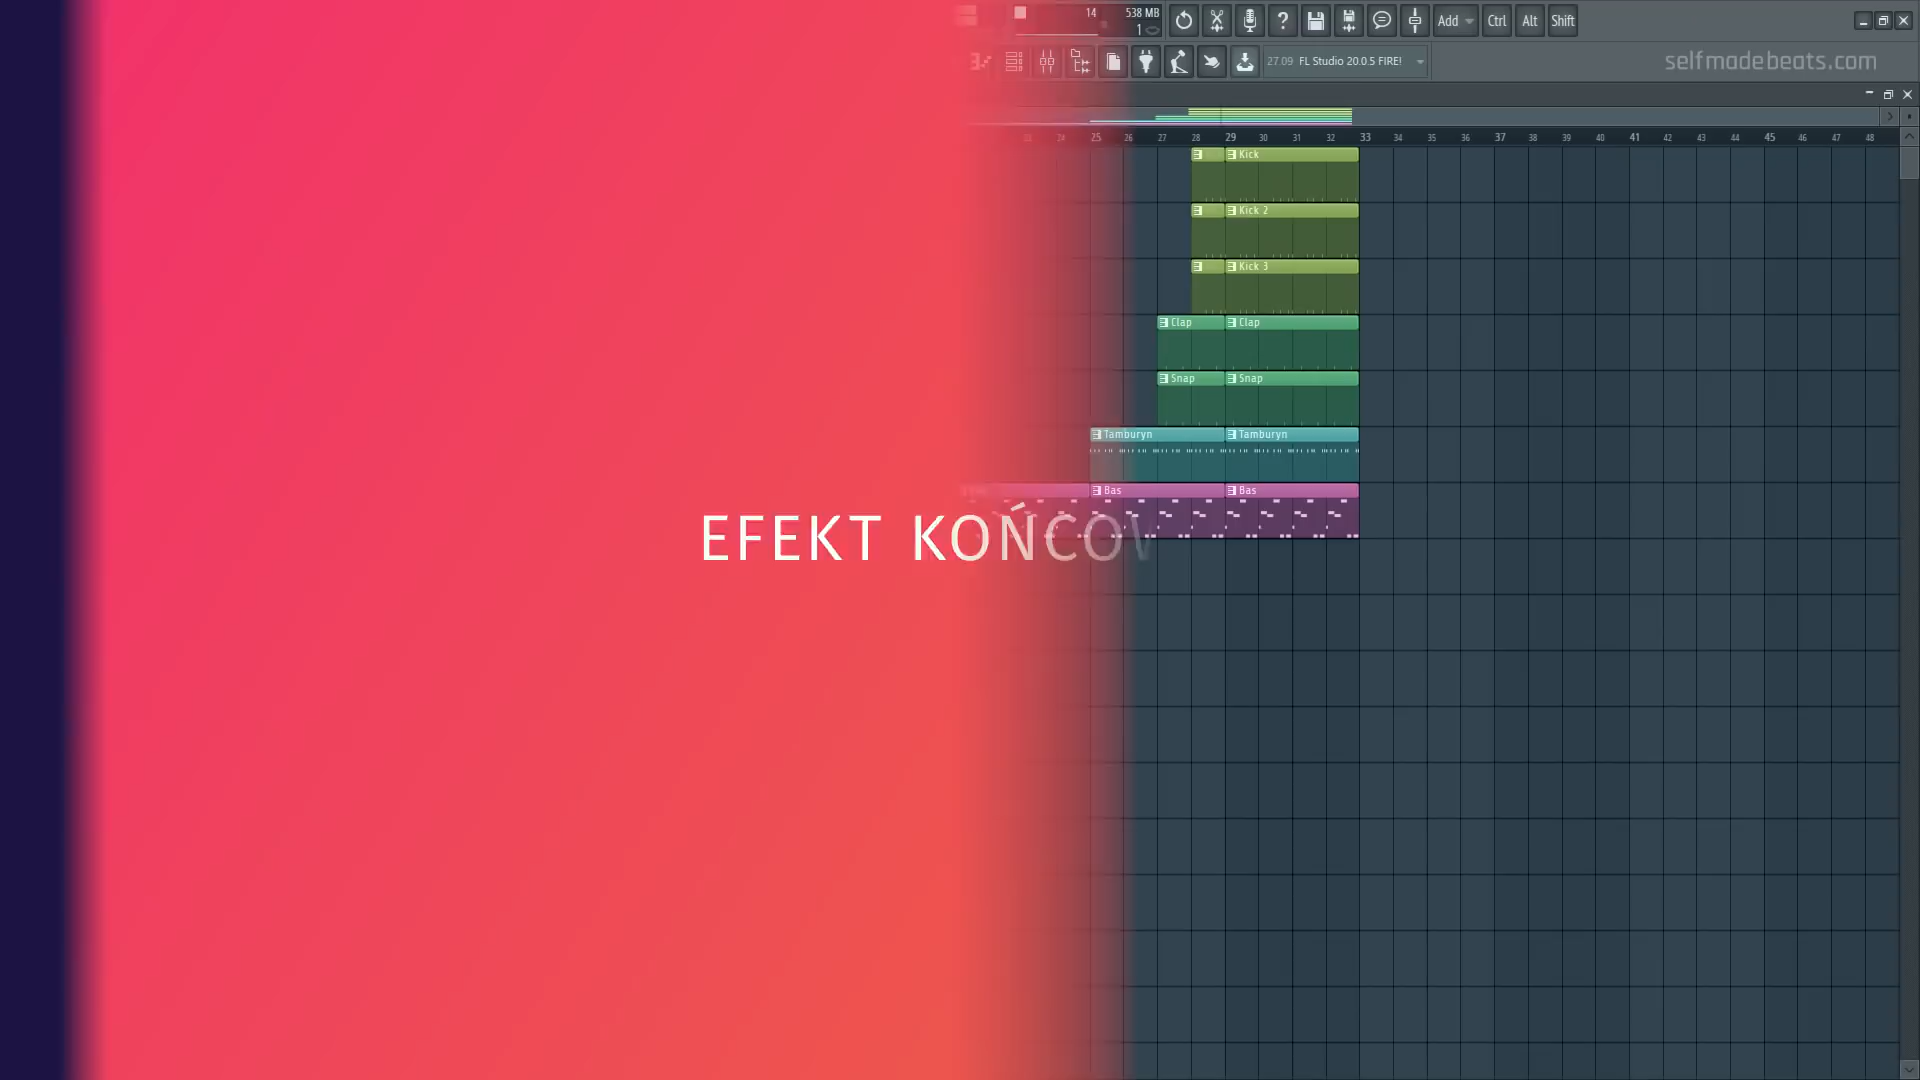 14 538 MB
1
Add Ctrl Alt Shift
27.09 FL Studio 20.0.5 FIRE!
selfmadebeats.com
24 25 26 27 28 29 30 31 32 33 34 35 36 37 38 39 40 41 42 43 44 45 46 47 48
Kick
Kick 2
Kick 3
Clap Clap
Snap Snap
Tamburyn Tamburyn
Bas Bas
EFEKT KOŃCOW